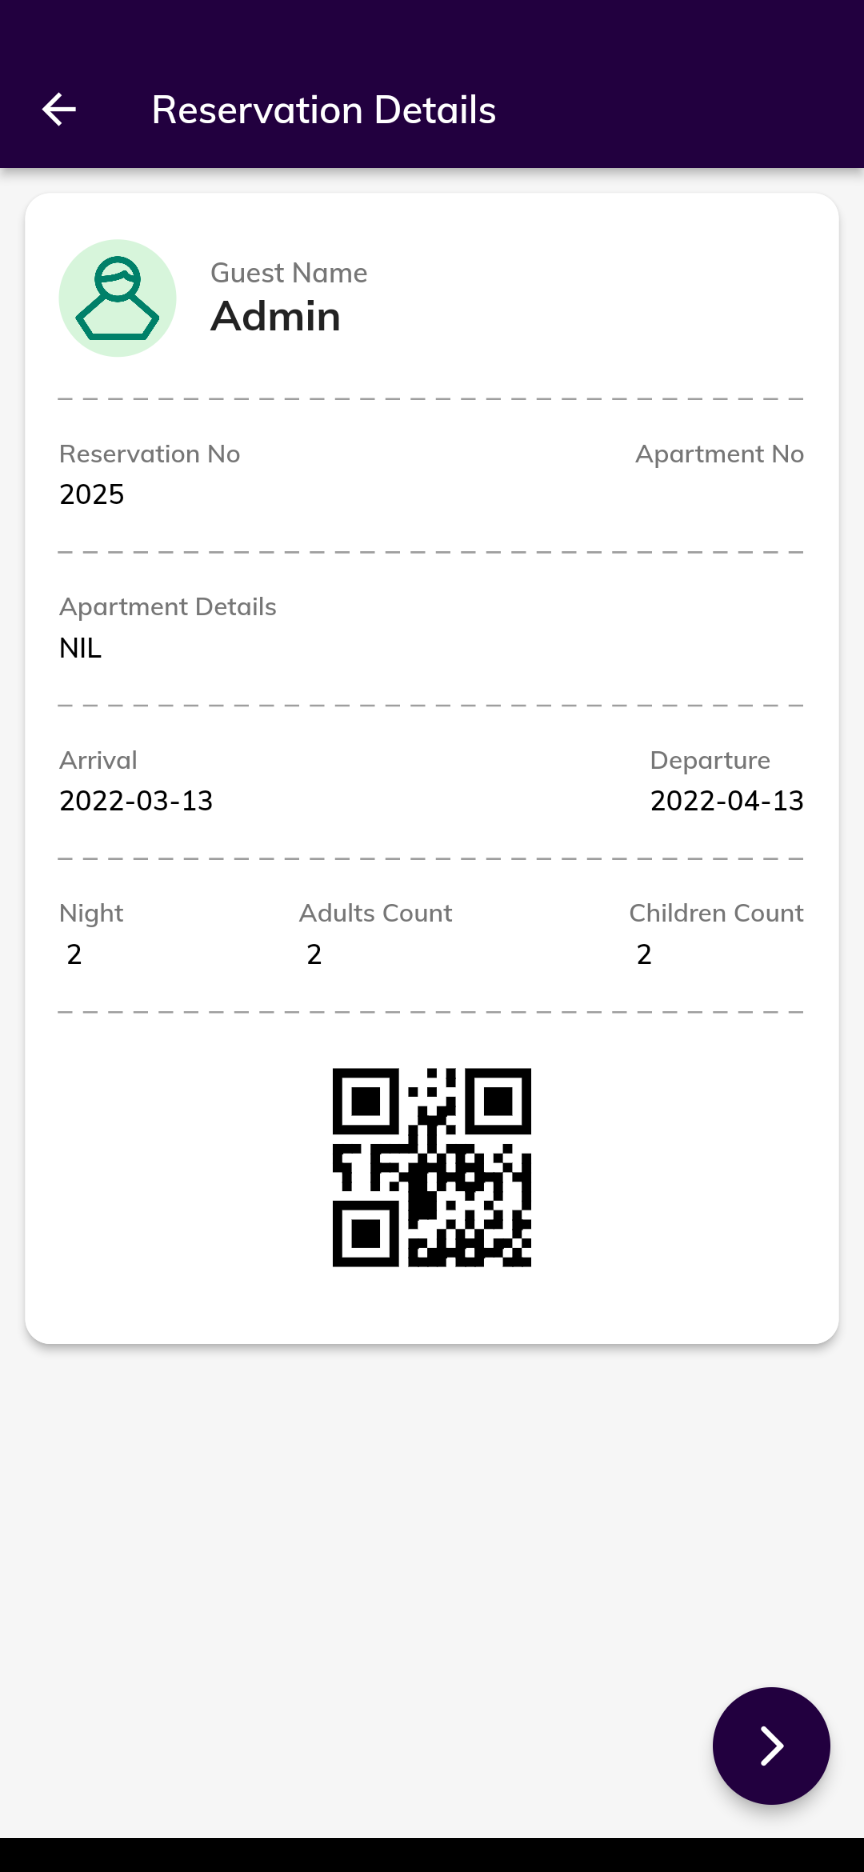 Reservation Details
Guest Name
Admin
Reservation No Apartment No
2025
Apartment Details
NIL
Arrival Departure
2022-03-13 2022-04-13
Night Adults Count Children Count
2 2 2